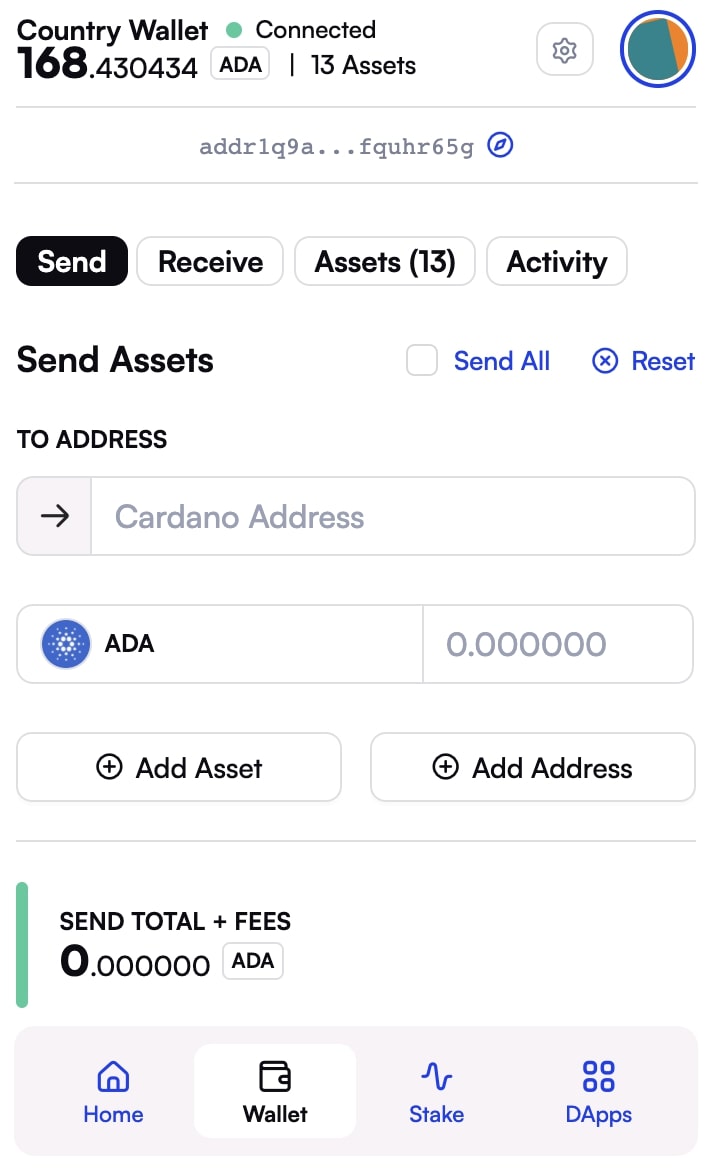 Country Wallet Connected
168.430434 ADA | 13 Assets
addr1q9a...fquhr65g
Send Receive Assets (13) Activity
Send Assets Send All Reset
TO ADDRESS
Cardano Address
ADA 0.000000
Add Asset Add Address
SEND TOTAL + FEES
0.000000 ADA
Home Wallet Stake DApps